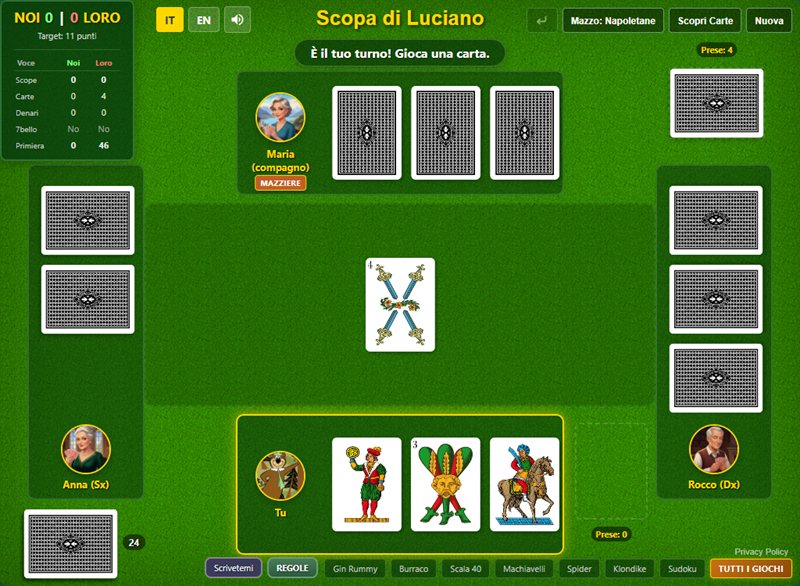 NOI 0 | 0 LORO
Target: 11 punti
Voce Noi Loro
Scope 0 0
Carte 0 4
Denari 0 0
7bello No No
Primiera 0 46
IT EN
Scopa di Luciano
Mazzo: Napoletane Scopri Carte Nuova
È il tuo turno! Gioca una carta.
Prese: 4
Maria
(compagno)
MAZZIERE
4
3
Anna (Sx)
Tu
Rocco (Dx)
24
Prese: 0
Privacy Policy
Scrivetemi REGOLE Gin Rummy Burraco Scala 40 Machiavelli Spider Klondike Sudoku TUTTI I GIOCHI